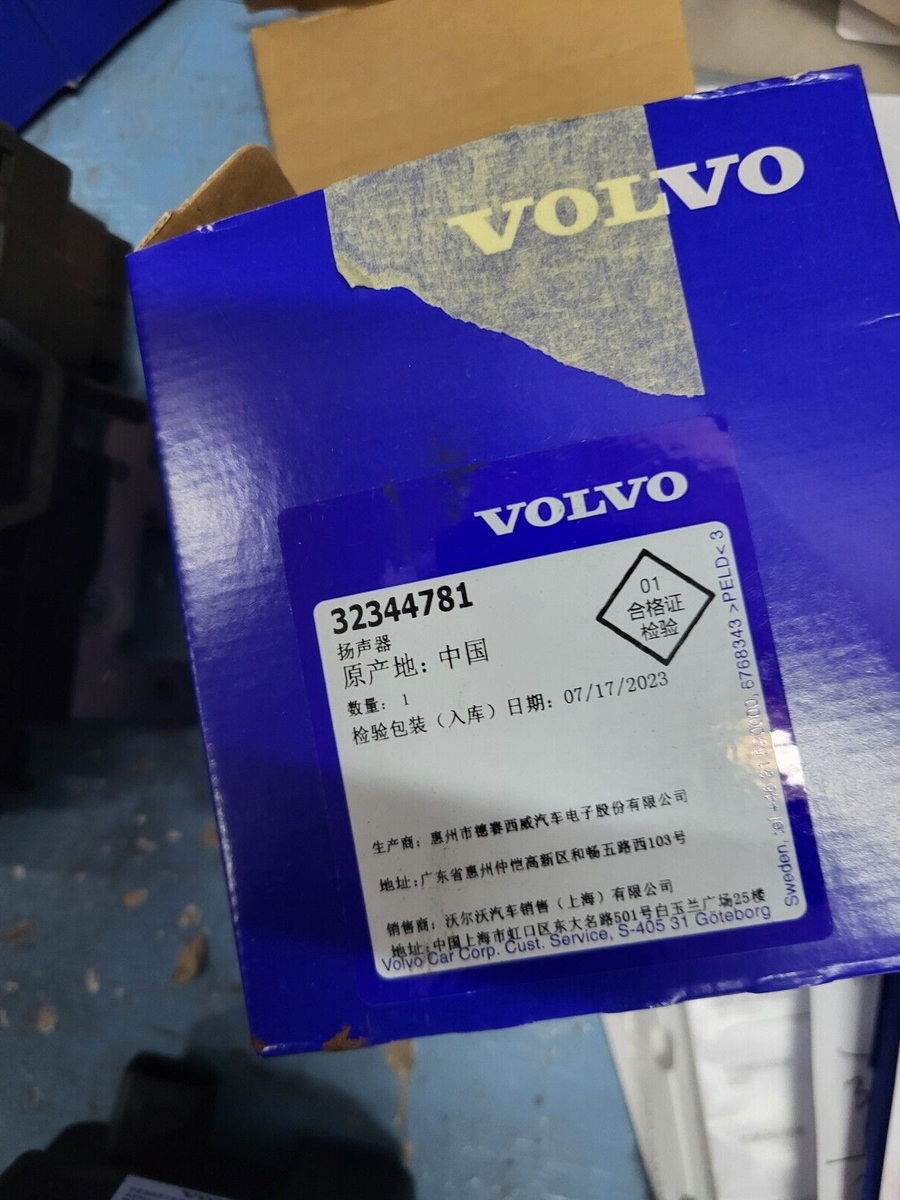 VOLVO
VOLVO
32344781
扬声器
原产地: 中国
数量: 1
检验包装（入库）日期: 07/17/2023
01
合格证
检验
生产商: 惠州市德赛西威汽车电子股份有限公司
地址:广东省惠州仲恺高新区和畅五路西103号
销售商: 沃尔沃汽车销售（上海）有限公司
地址:中国上海市虹口区东大名路501号白玉兰广场25楼
Volvo Car Corp. Cust. Service, S-405 31 Göteborg
Sweden, 6768343 >PELD< 3